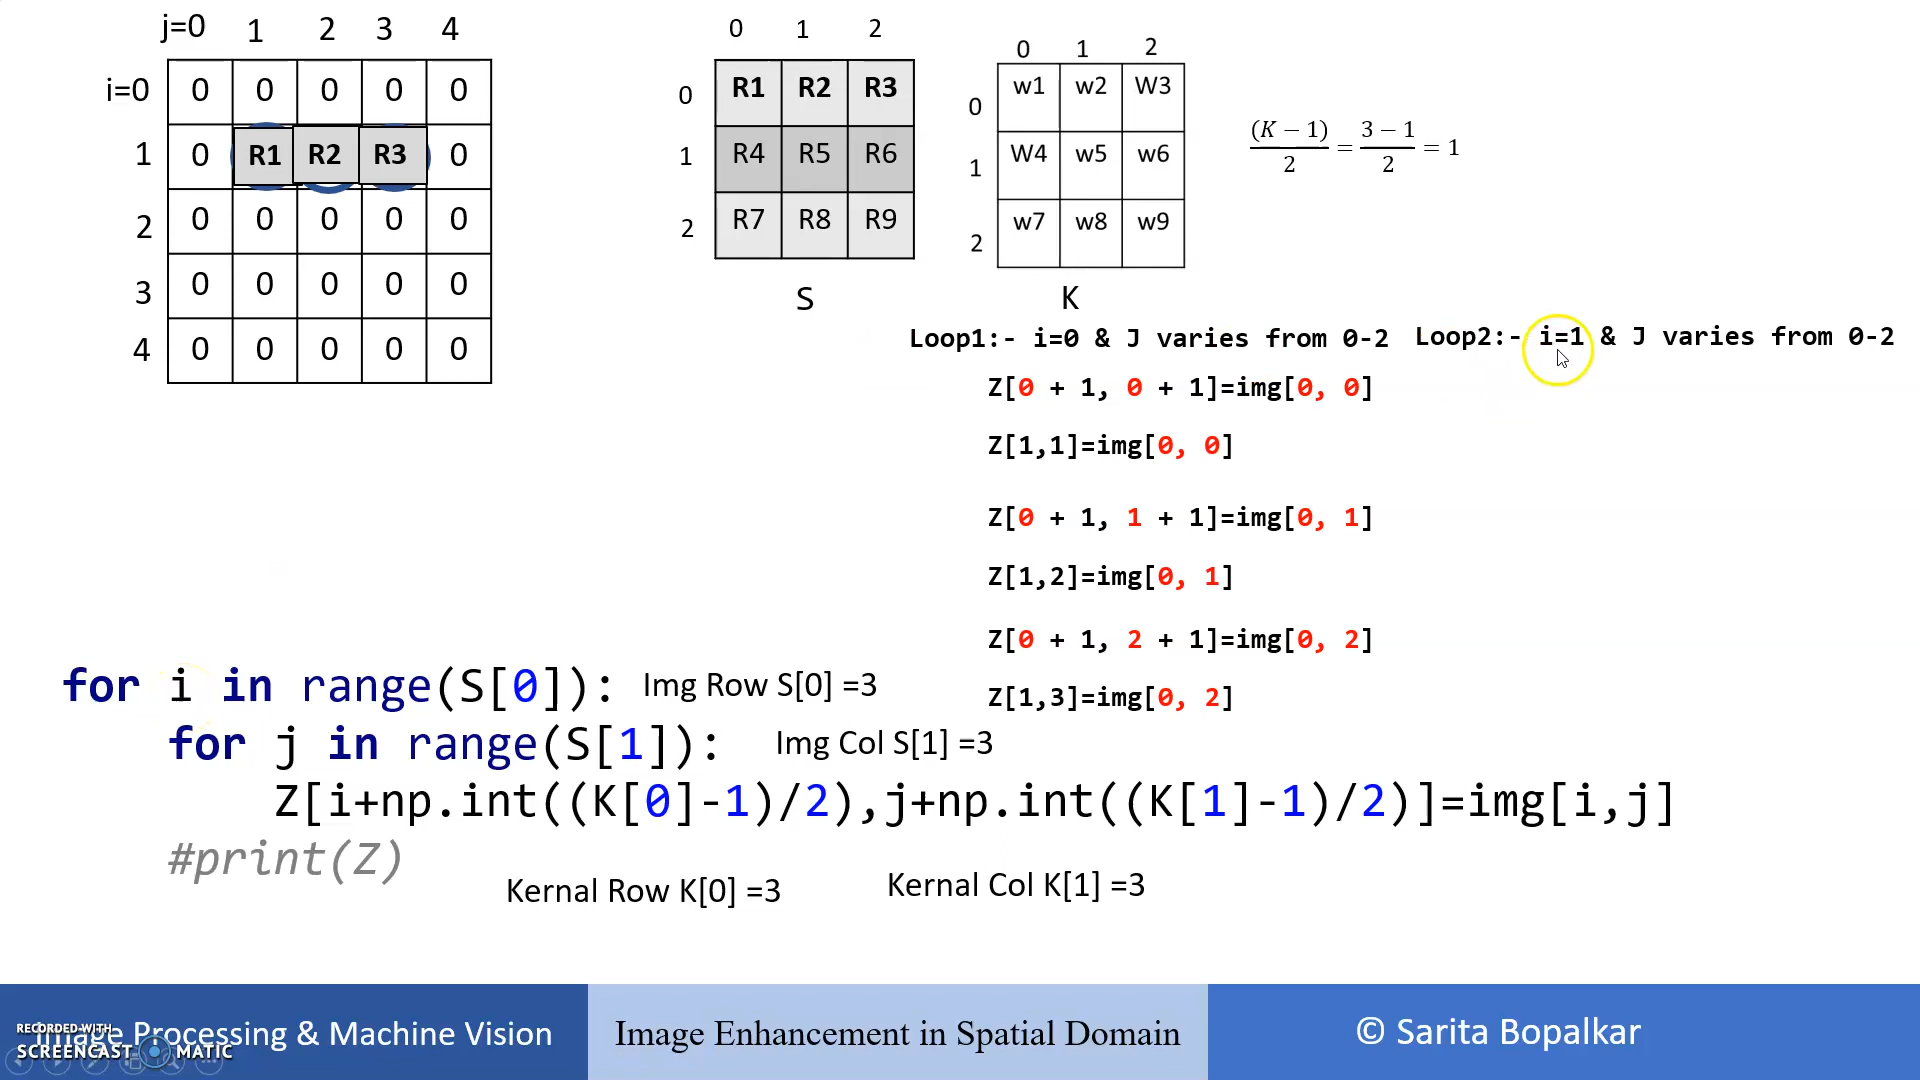 j=0 1 2 3 4
i=0 0 0 0 0 0
1 0 R1 R2 R3 0
2 0 0 0 0 0
3 0 0 0 0 0
4 0 0 0 0 0
0 1 2
0 R1 R2 R3
1 R4 R5 R6
2 R7 R8 R9
S
0 1 2
0 w1 w2 W3
1 W4 w5 w6
2 w7 w8 w9
K
(K − 1)/2 = 3 − 1/2 = 1
Loop1:- i=0 & J varies from 0-2
Z[0 + 1, 0 + 1]=img[0, 0]
Z[1,1]=img[0, 0]
Z[0 + 1, 1 + 1]=img[0, 1]
Z[1,2]=img[0, 1]
Z[0 + 1, 2 + 1]=img[0, 2]
Z[1,3]=img[0, 2]
Loop2:- i=1 & J varies from 0-2
for i in range(S[0]): Img Row S[0] =3
for j in range(S[1]): Img Col S[1] =3
Z[i+np.int((K[0]-1)/2),j+np.int((K[1]-1)/2)]=img[i,j]
#print(Z)
Kernal Row K[0] =3 Kernal Col K[1] =3
Image Processing & Machine Vision
Image Enhancement in Spatial Domain
© Sarita Bopalkar
RECORDED WITH
SCREENCAST MATIC